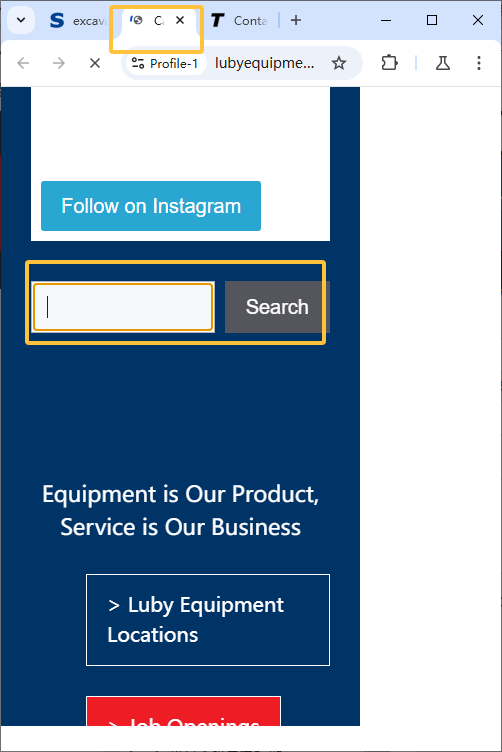 excava
Ca
Conta
Profile-1
lubyequipme...
Follow on Instagram
Search
Equipment is Our Product,
Service is Our Business
> Luby Equipment
Locations
> Job Openings